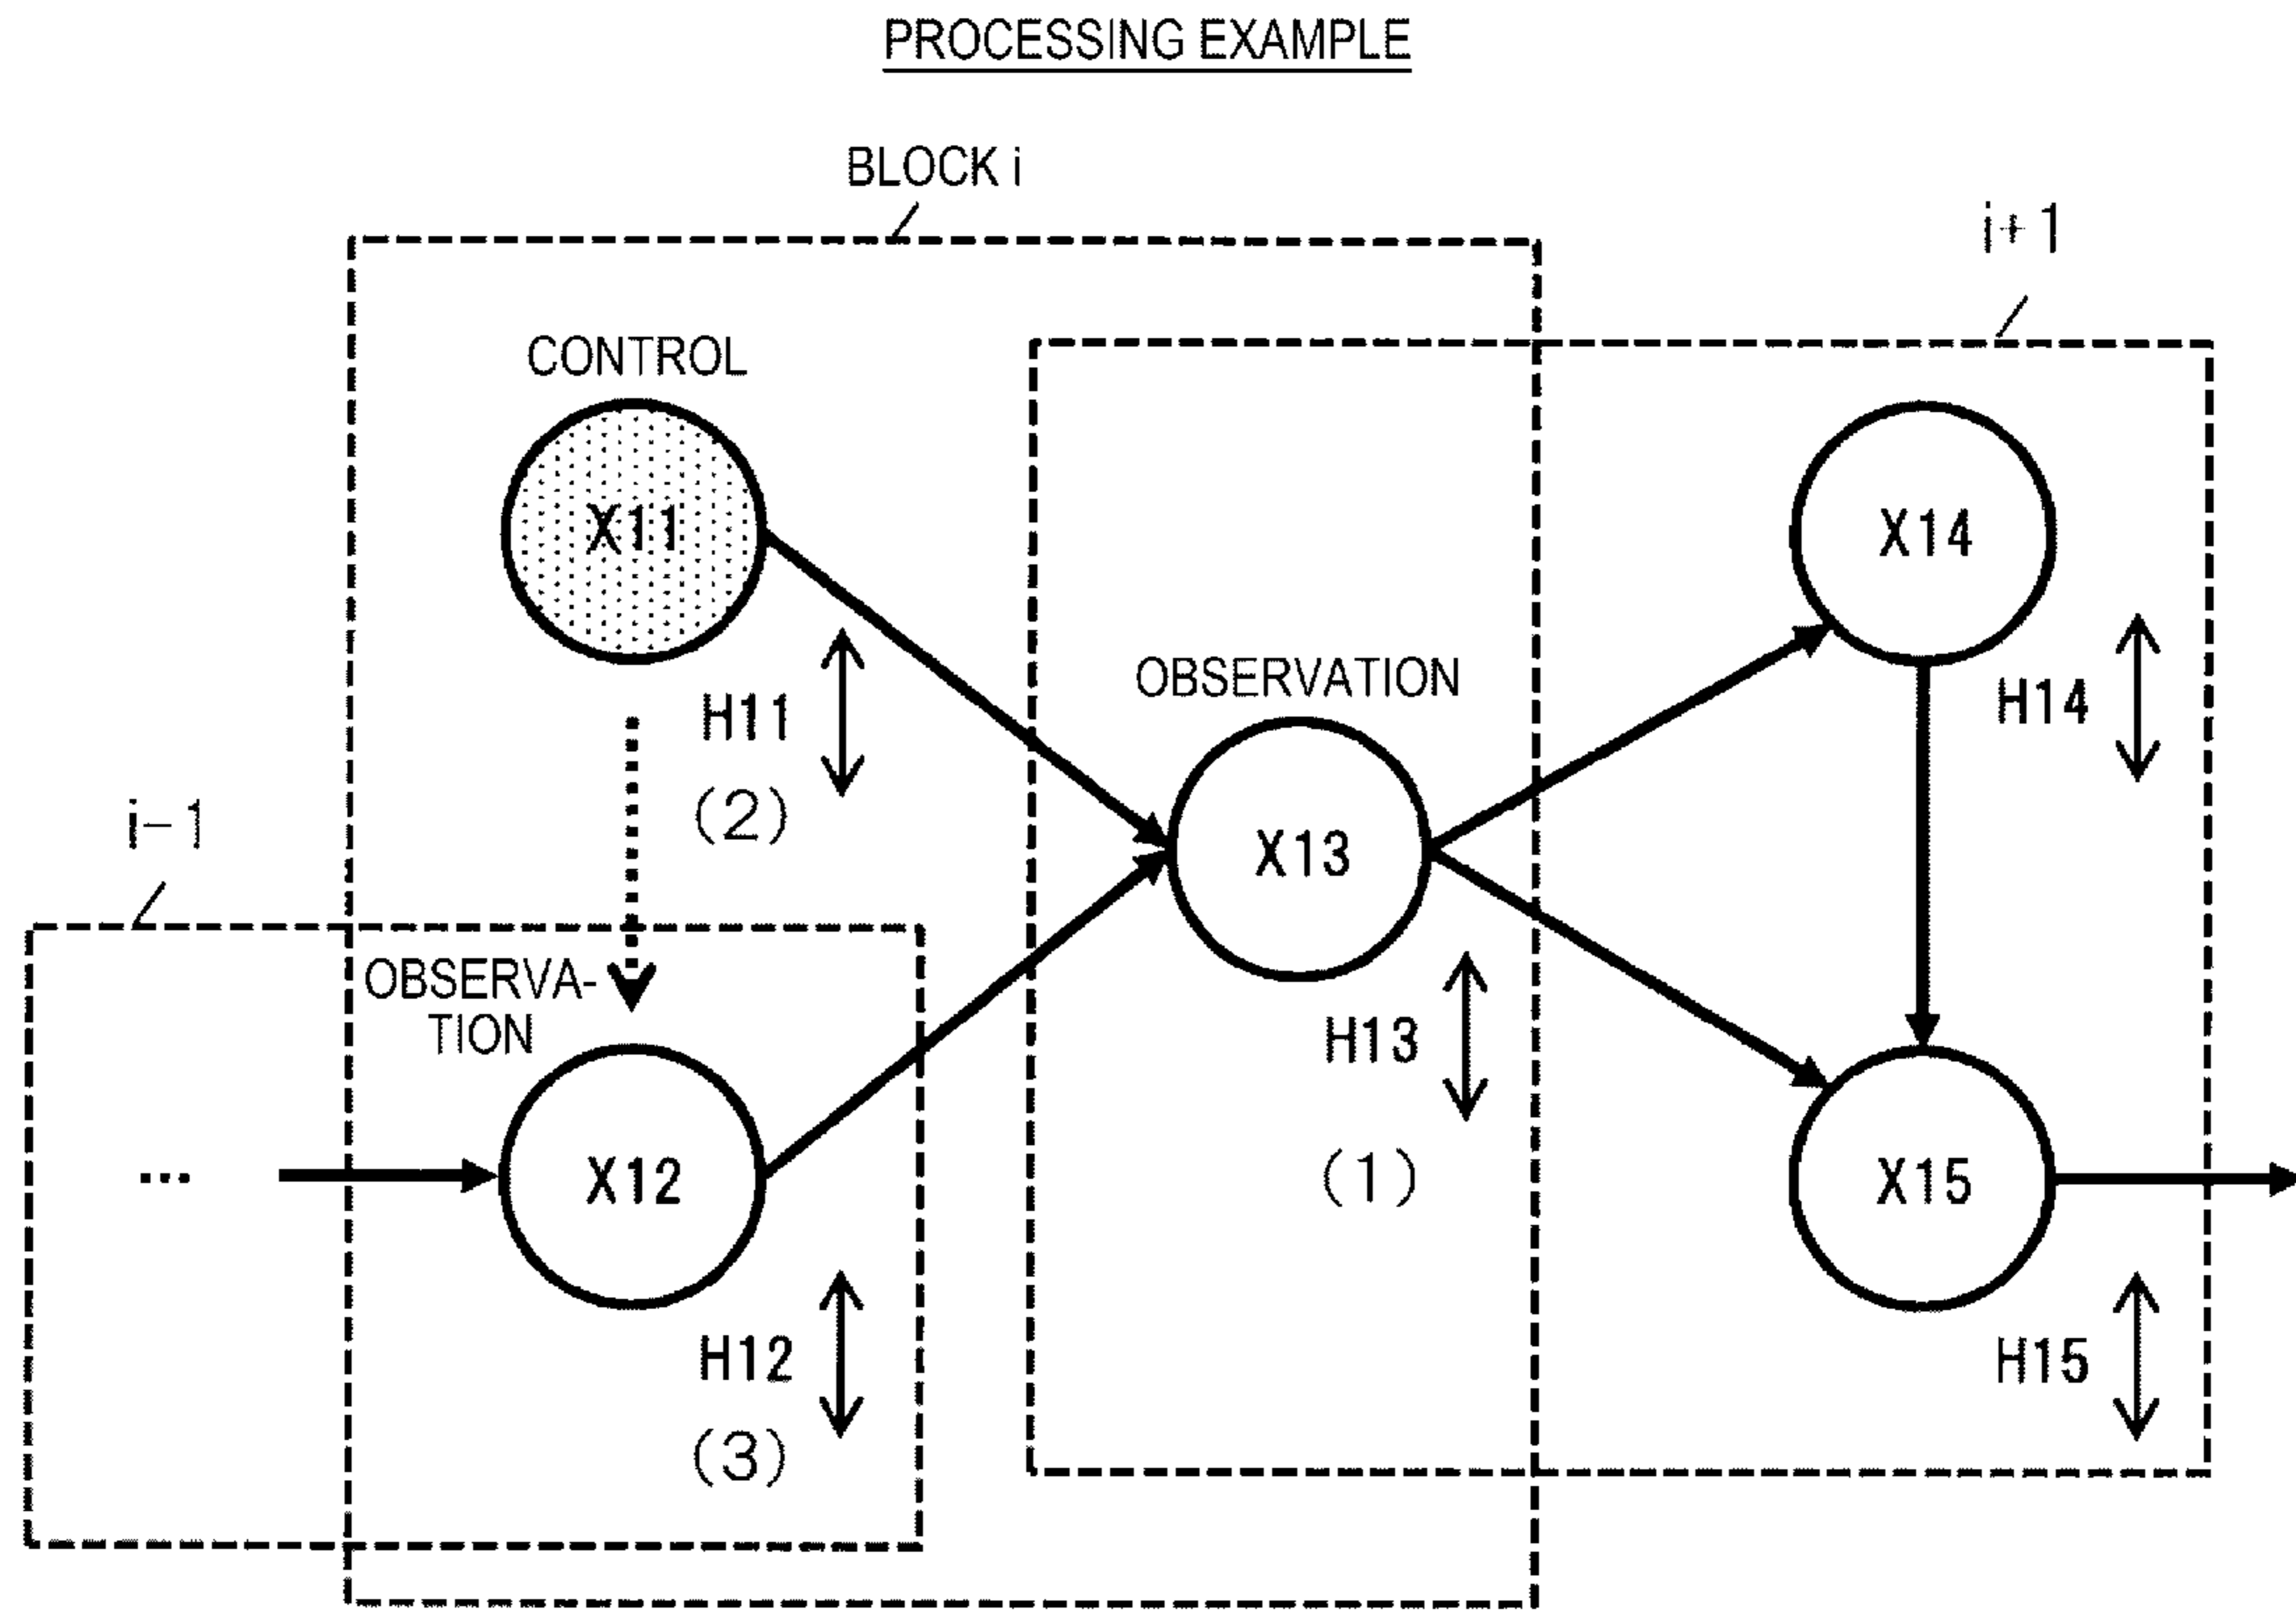 PROCESSING EXAMPLE
BLOCK i
i+1
CONTROL
X11
X14
OBSERVATION
H11
H14
(2)
i-1
X13
OBSERVA-
TION
H13
(1)
...
X12
X15
H12
H15
(3)